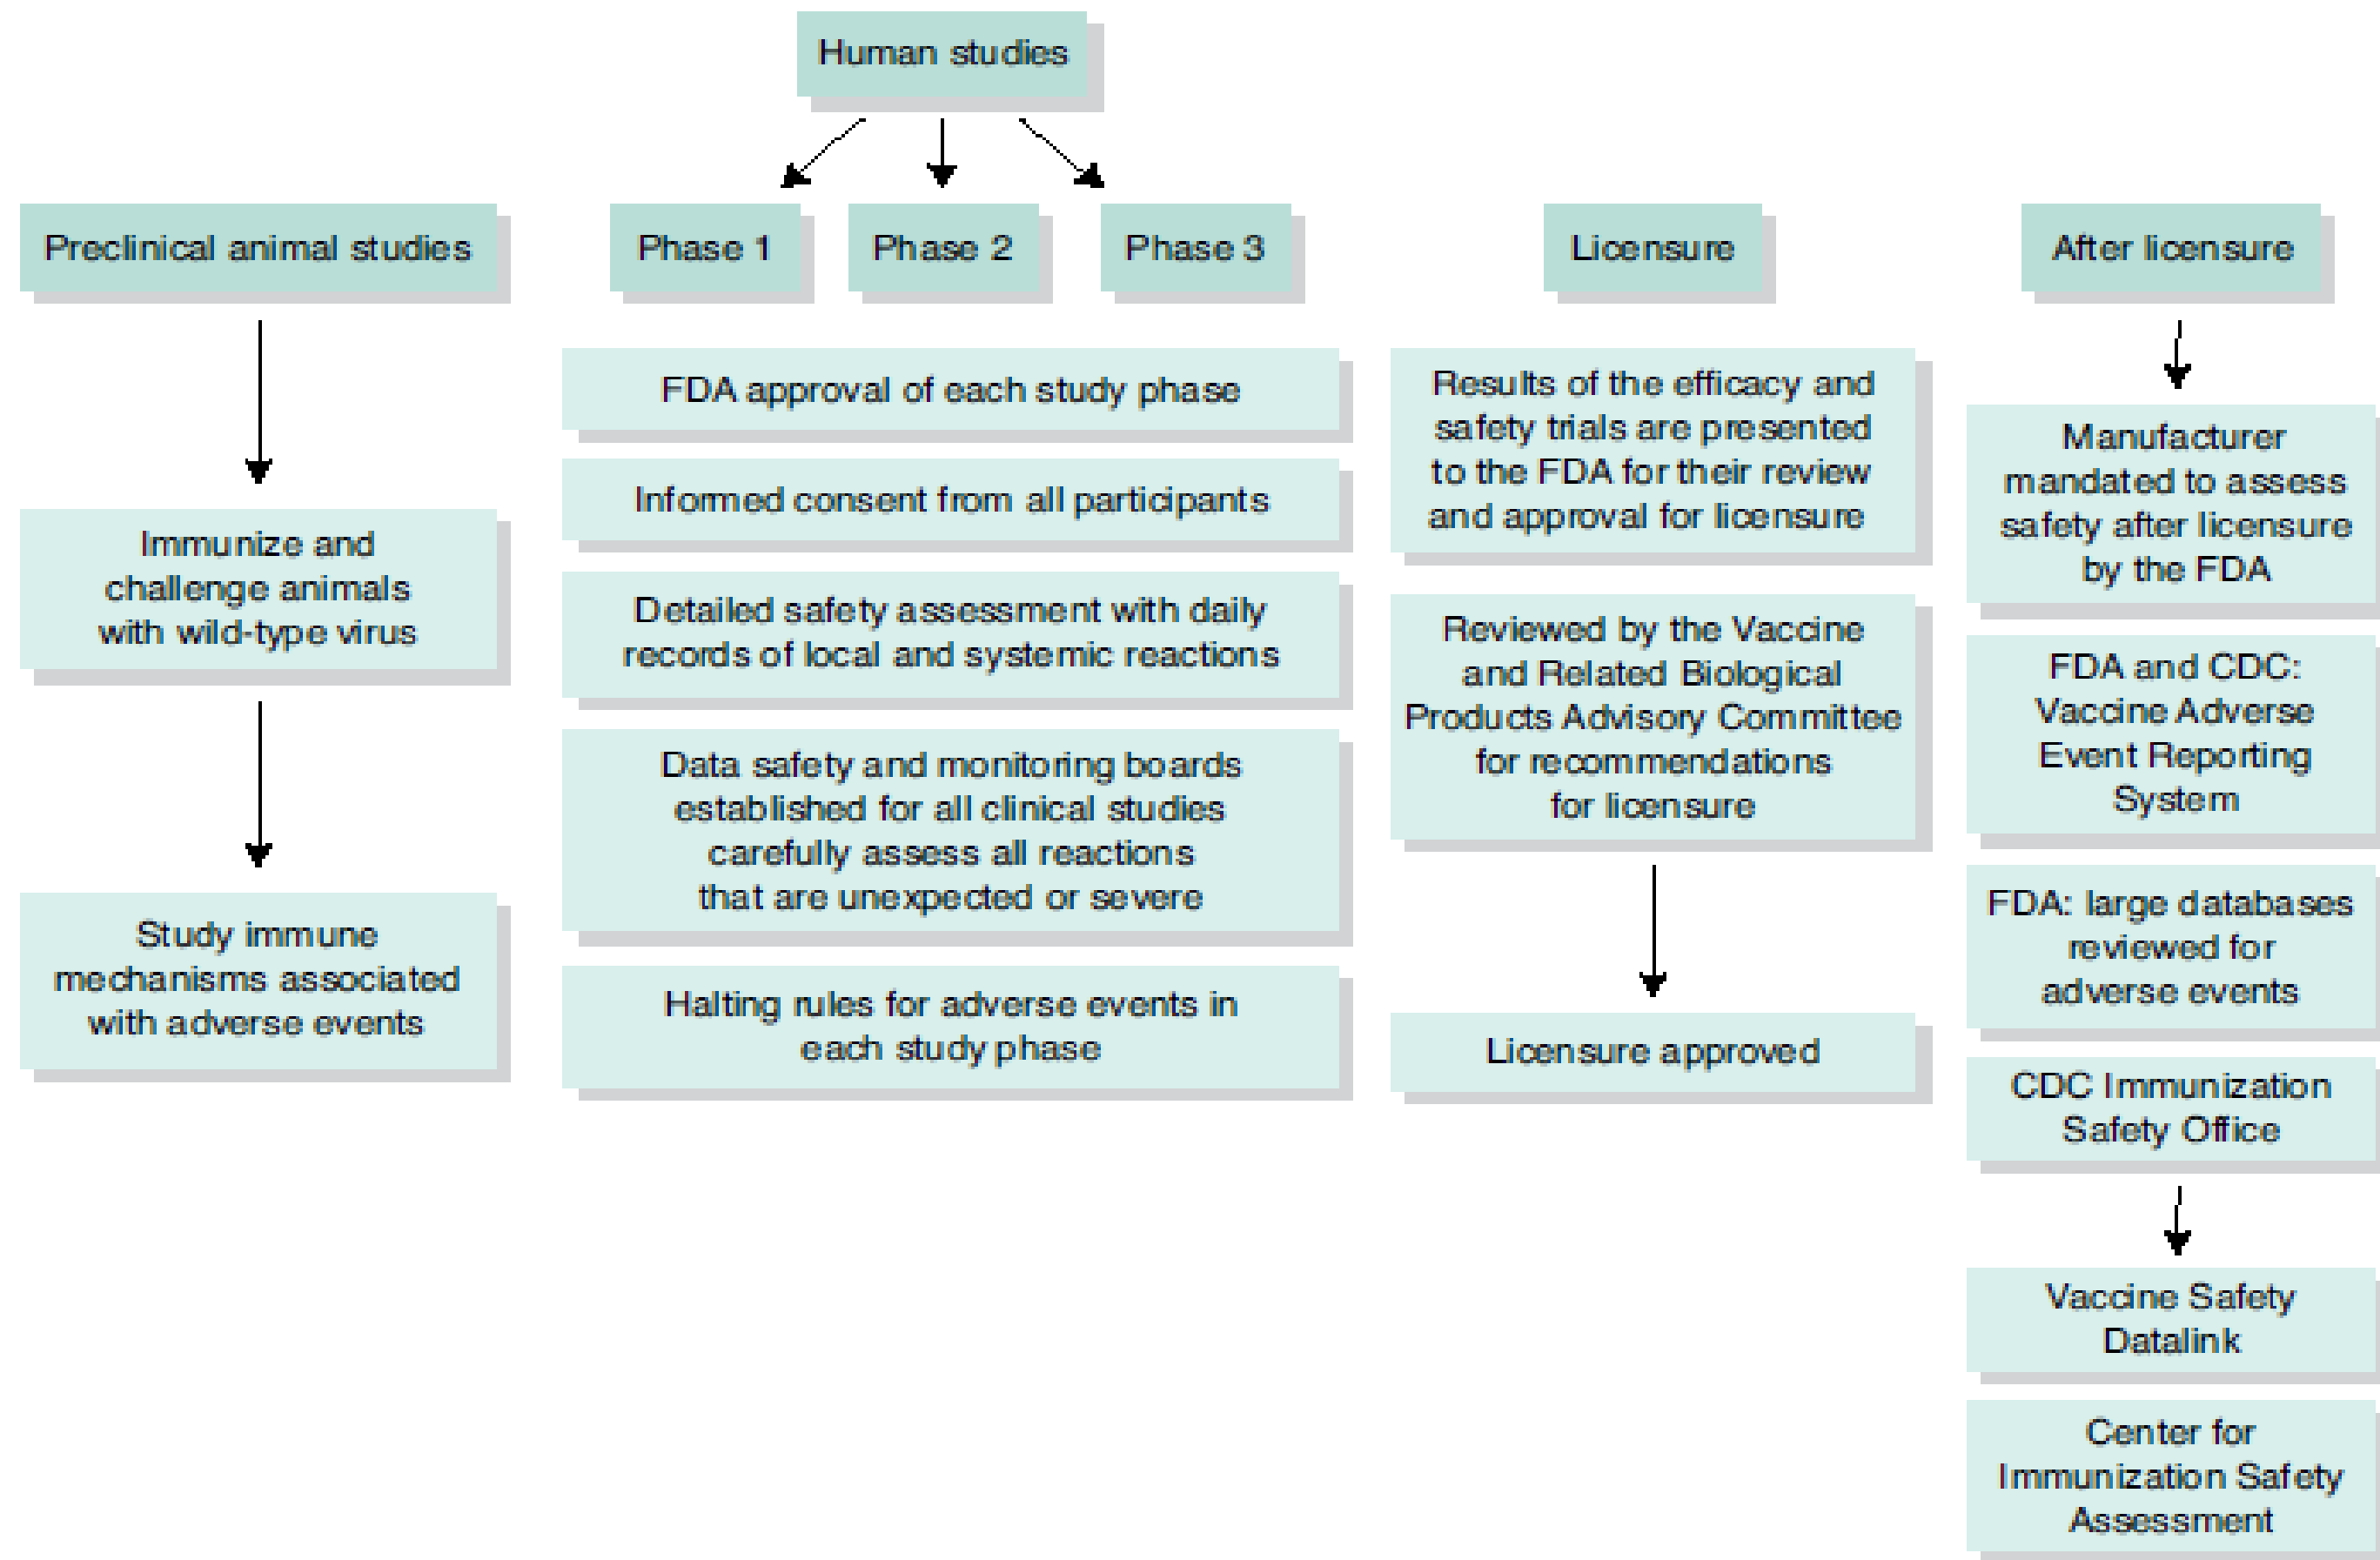 Human studies
Preclinical animal studies
Immunize and
challenge animals
with wild-type virus
Study immune
mechanisms associated
with adverse events
Phase 1
Phase 2
Phase 3
FDA approval of each study phase
Informed consent from all participants
Detailed safety assessment with daily
records of local and systemic reactions
Data safety and monitoring boards
established for all clinical studies
carefully assess all reactions
that are unexpected or severe
Halting rules for adverse events in
each study phase
Licensure
Results of the efficacy and
safety trials are presented
to the FDA for their review
and approval for licensure
Reviewed by the Vaccine
and Related Biological
Products Advisory Committee
for recommendations
for licensure
Licensure approved
After licensure
Manufacturer
mandated to assess
safety after licensure
by the FDA
FDA and CDC:
Vaccine Adverse
Event Reporting
System
FDA: large databases
reviewed for
adverse events
CDC Immunization
Safety Office
Vaccine Safety
Datalink
Center for
Immunization Safety
Assessment